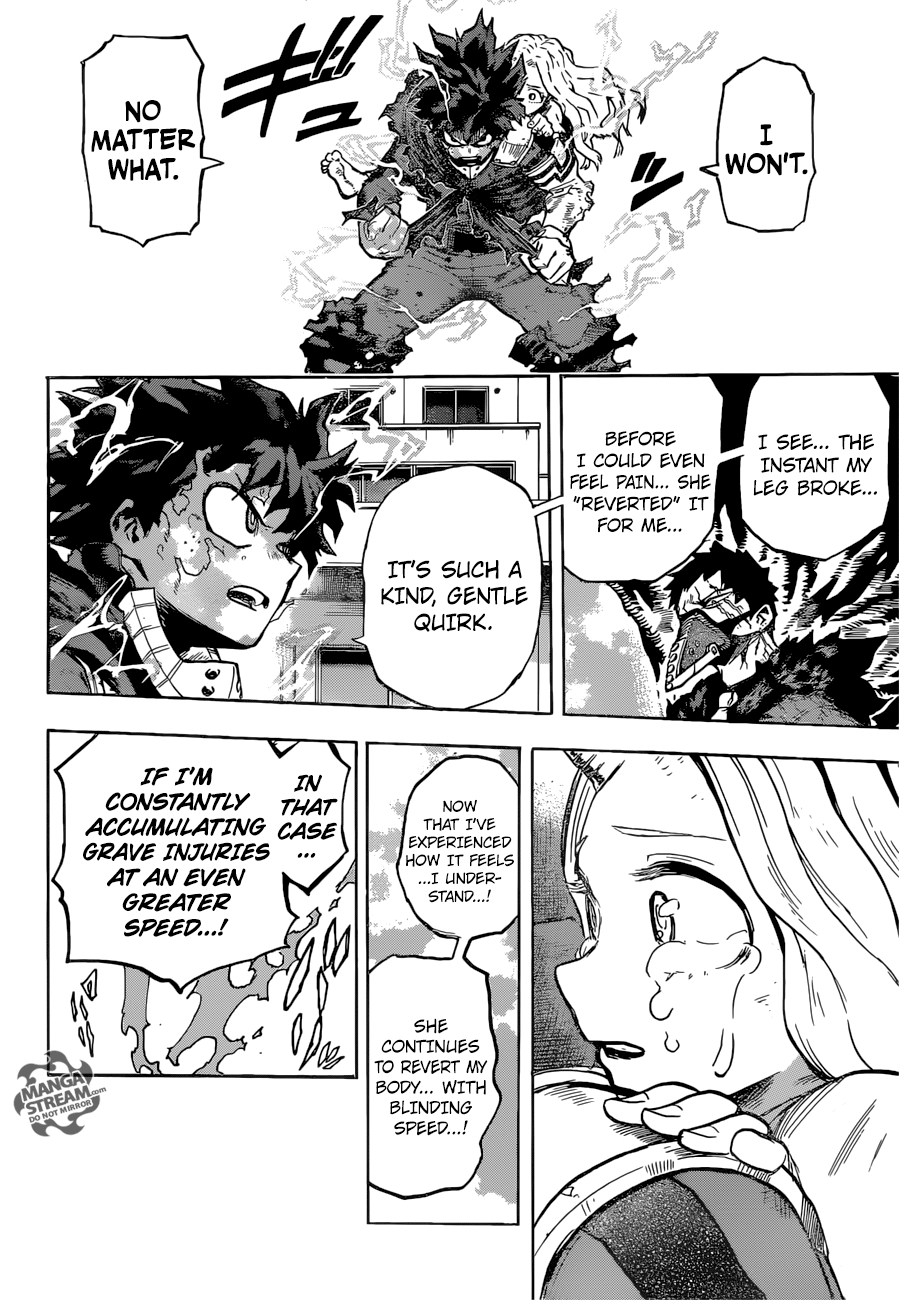 I
WON'T.
NO
MATTER
WHAT.
ギュ!!
I SEE... THE
INSTANT MY
LEG BROKE...
BEFORE
I COULD EVEN
FEEL PAIN... SHE
"REVERTED" IT
FOR ME...
IT'S SUCH A
KIND, GENTLE
QUIRK.
NOW
THAT I'VE
EXPERIENCED
HOW IT FEELS
...I UNDER-
STAND...!
SHE
CONTINUES
TO REVERT MY
BODY... WITH
BLINDING
SPEED...!
IN
THAT
CASE
...
IF I'M
CONSTANTLY
ACCUMULATING
GRAVE INJURIES
AT AN EVEN
GREATER
SPEED...!
MANGA
STREAM.com
DO NOT MIRROR